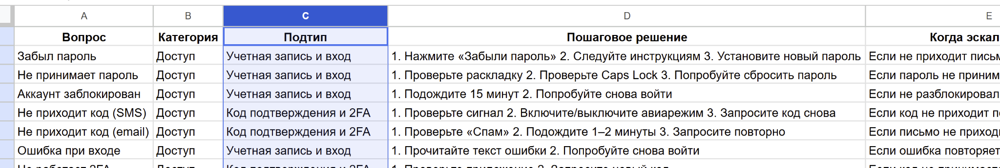 A B C D E
Вопрос Категория Подтип Пошаговое решение Когда эскал
Забыл пароль Доступ Учетная запись и вход 1. Нажмите «Забыли пароль» 2. Следуйте инструкциям 3. Установите новый пароль Если не приходит письм
Не принимает пароль Доступ Учетная запись и вход 1. Проверьте раскладку 2. Проверьте Caps Lock 3. Попробуйте сбросить пароль Если пароль не приним
Аккаунт заблокирован Доступ Учетная запись и вход 1. Подождите 15 минут 2. Попробуйте снова войти Если не разблокировал
Не приходит код (SMS) Доступ Код подтверждения и 2FA 1. Проверьте сигнал 2. Включите/выключите авиарежим 3. Запросите код снова Если код не приходит по
Не приходит код (email) Доступ Код подтверждения и 2FA 1. Проверьте «Спам» 2. Подождите 1–2 минуты 3. Запросите повторно Если письмо не приход
Ошибка при входе Доступ Учетная запись и вход 1. Прочитайте текст ошибки 2. Попробуйте снова войти Если ошибка повторяет